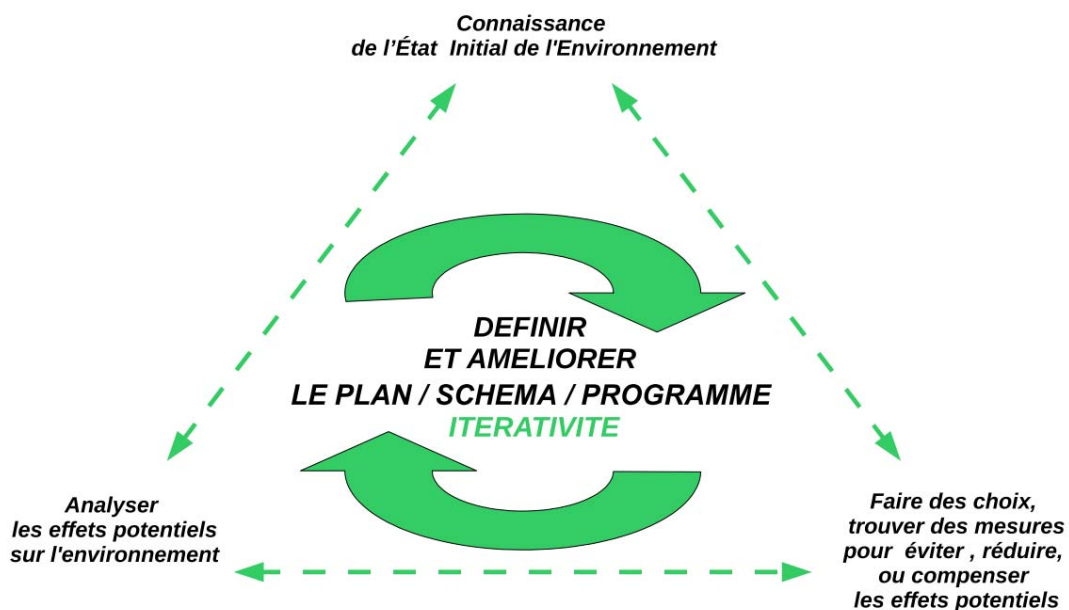 Connaissance
de l’État Initial de l'Environnement
DEFINIR
ET AMELIORER
LE PLAN / SCHEMA / PROGRAMME
ITERATIVITE
Analyser
les effets potentiels
sur l'environnement
Faire des choix,
trouver des mesures
pour éviter , réduire,
ou compenser
les effets potentiels